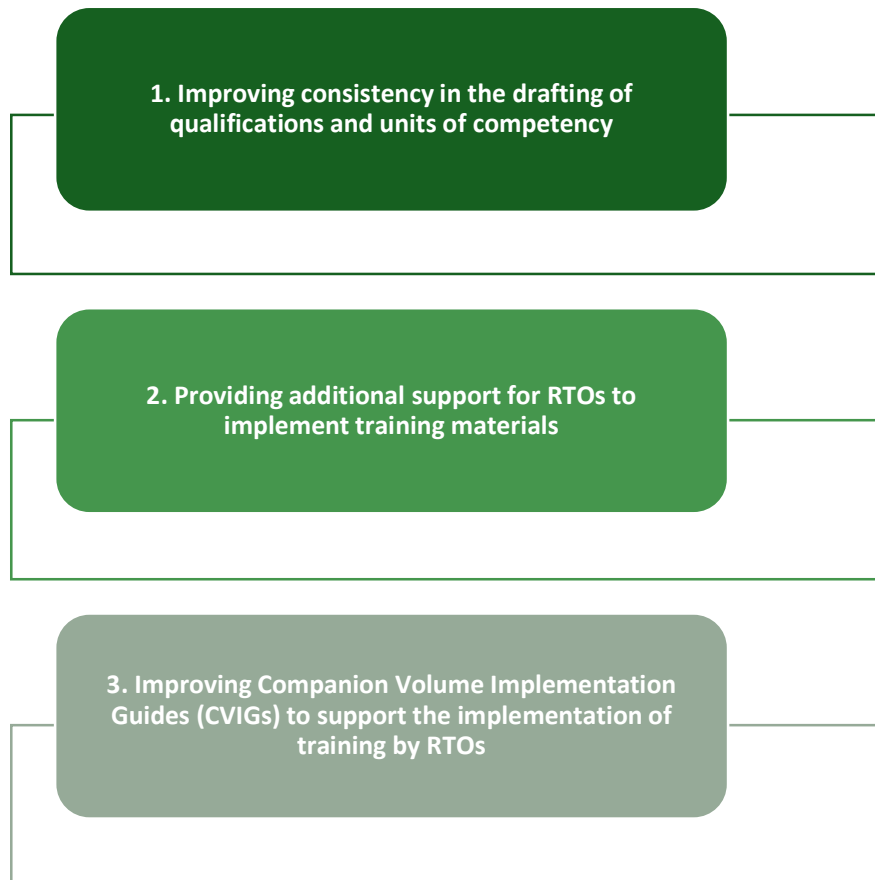 1. Improving consistency in the drafting of
qualifications and units of competency
2. Providing additional support for RTOs to
implement training materials
3. Improving Companion Volume Implementation
Guides (CVIGs) to support the implementation of
training by RTOs